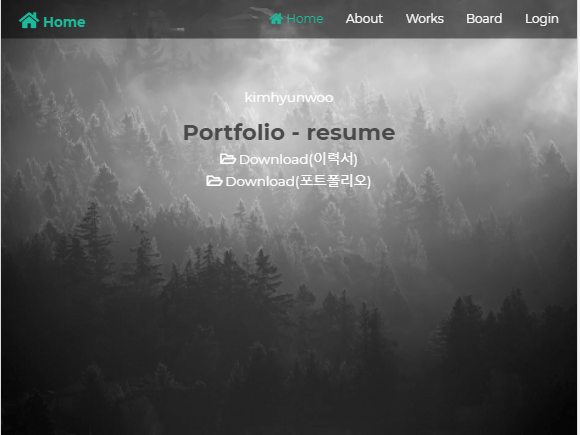 Home
Home About Works Board Login
kimhyunwoo
Portfolio - resume
Download(이력서)
Download(포트폴리오)